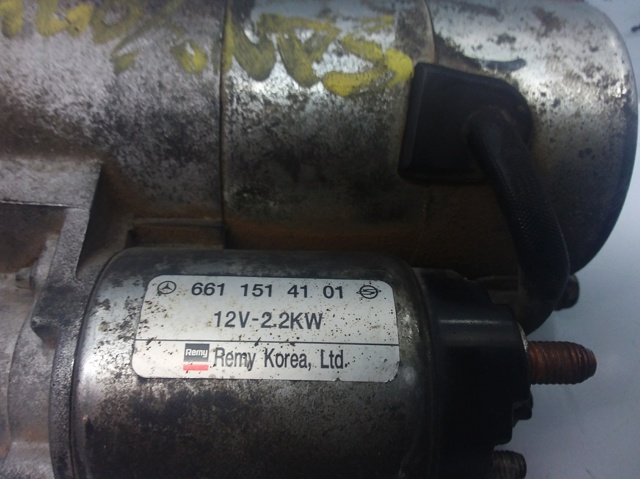 661 151 41 01
12V-2.2KW
Remy Remy Korea, Ltd.